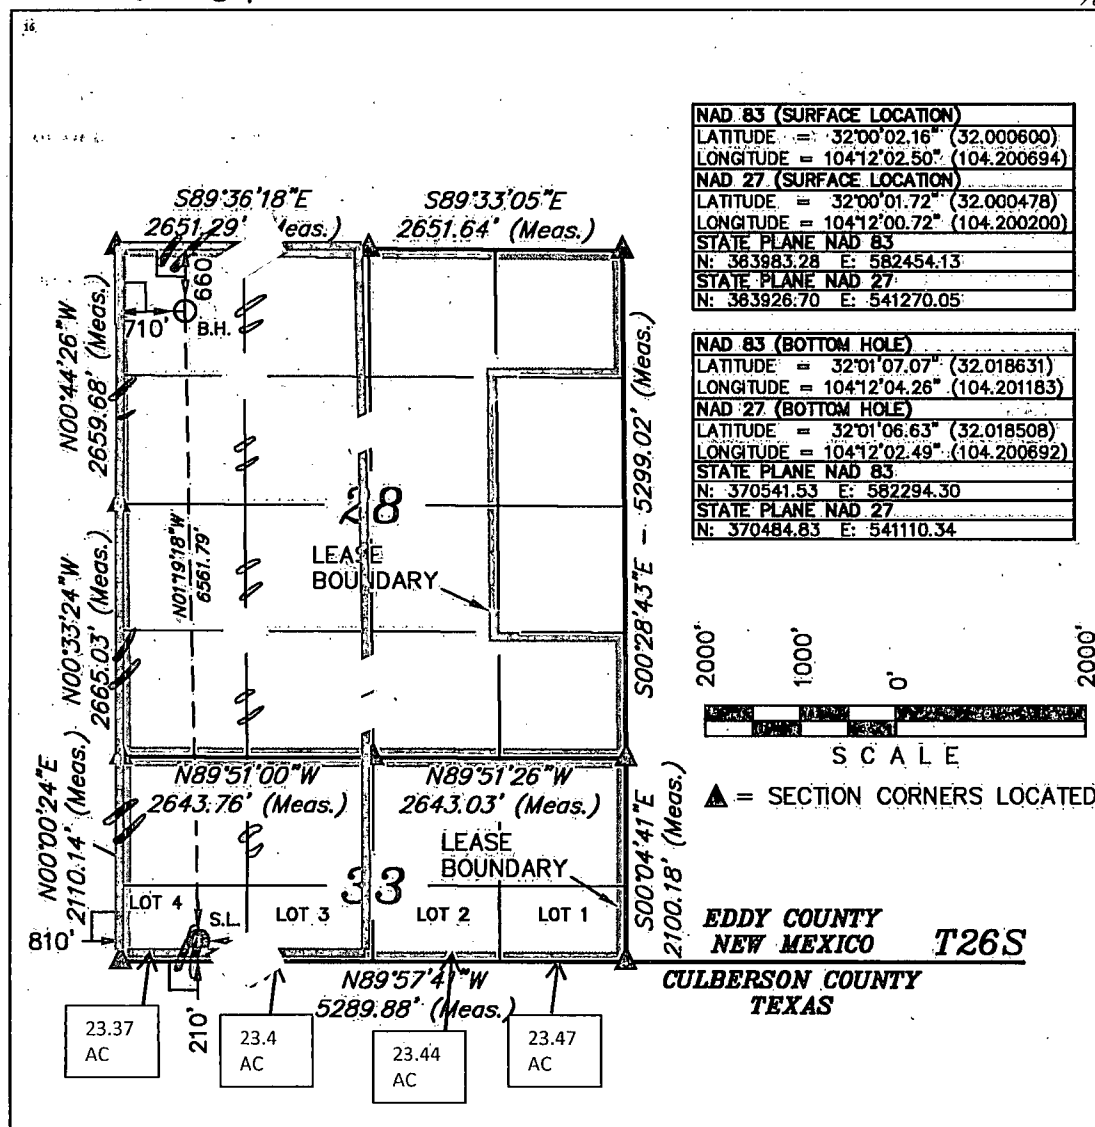 16.
NAD 83 (SURFACE LOCATION)
LATITUDE = 32°00'02.16" (32.000600)
LONGITUDE = 104°12'02.50" (104.200694)
NAD 27 (SURFACE LOCATION)
LATITUDE = 32°00'01.72" (32.000478)
LONGITUDE = 104°12'00.72" (104.200200)
STATE PLANE NAD 83
N: 363983.28 E: 582454.13
STATE PLANE NAD 27
N: 363926.70 E: 541270.05
NAD 83 (BOTTOM HOLE)
LATITUDE = 32°01'07.07" (32.018631)
LONGITUDE = 104°12'04.26" (104.201183)
NAD 27 (BOTTOM HOLE)
LATITUDE = 32°01'06.63" (32.018508)
LONGITUDE = 104°12'02.49" (104.200692)
STATE PLANE NAD 83
N: 370541.53 E: 582294.30
STATE PLANE NAD 27
N: 370484.83 E: 541110.34
S89°36'18"E
2651.29' (Meas.)
S89°33'05"E
2651.64' (Meas.)
660'
710'
B.H.
N00°44'26"W
2659.68' (Meas.)
N01°19'18"W
6561.79'
28
LEASE
BOUNDARY
S00°28'43"E - 5299.02' (Meas.)
N00°33'24"W
2665.03' (Meas.)
2000'
1000'
0'
2000'
SCALE
▲ = SECTION CORNERS LOCATED
N89°51'00"W
2643.76' (Meas.)
N89°51'26"W
2643.03' (Meas.)
N00°00'24"E
2110.14' (Meas.)
LEASE
BOUNDARY
33
S00°04'41"E
2100.18' (Meas.)
LOT 4
S.L.
LOT 3
LOT 2
LOT 1
810'
210'
EDDY COUNTY
NEW MEXICO
T26S
CULBERSON COUNTY
TEXAS
N89°57'41"W
5289.88' (Meas.)
23.37
AC
23.4
AC
23.44
AC
23.47
AC